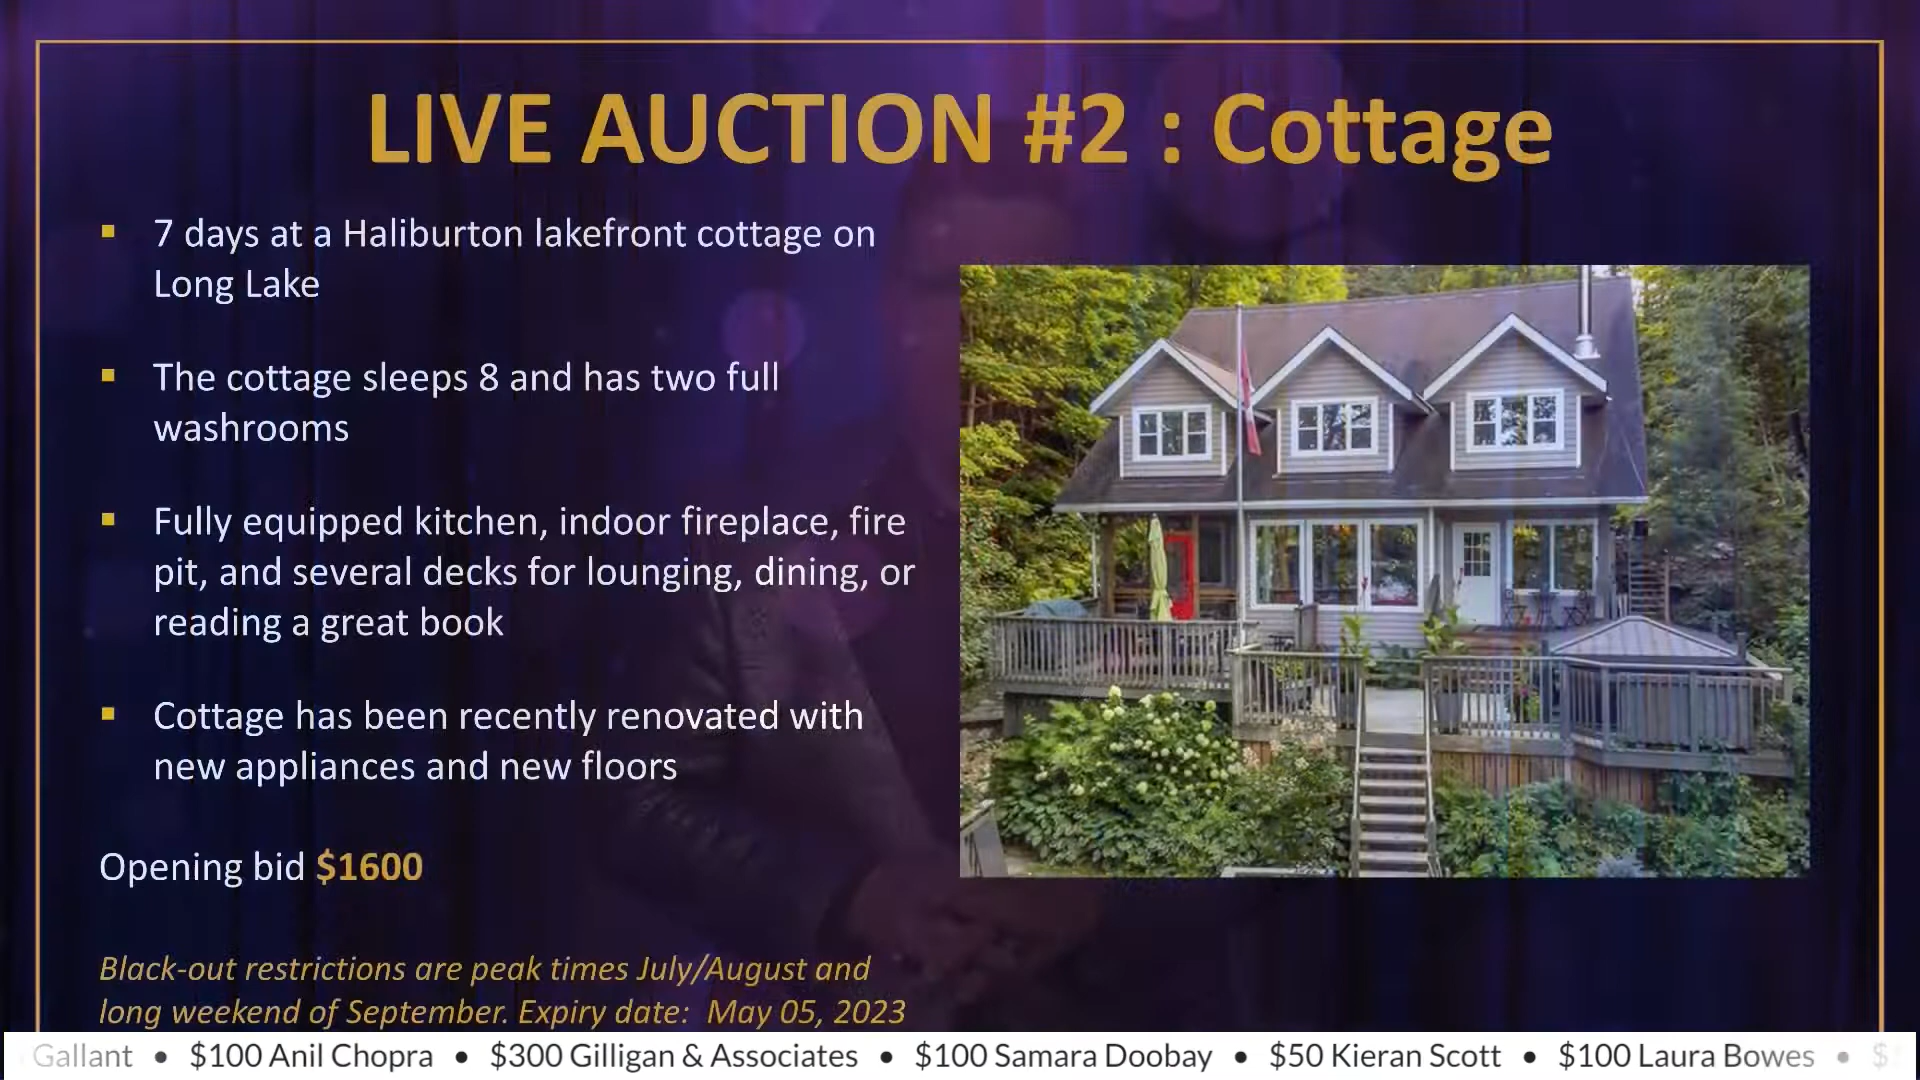 LIVE AUCTION #2 : Cottage
▪ 7 days at a Haliburton lakefront cottage on
Long Lake
▪ The cottage sleeps 8 and has two full
washrooms
▪ Fully equipped kitchen, indoor fireplace, fire
pit, and several decks for lounging, dining, or
reading a great book
▪ Cottage has been recently renovated with
new appliances and new floors
Opening bid $1600
Black-out restrictions are peak times July/August and
long weekend of September. Expiry date: May 05, 2023
Gallant • $100 Anil Chopra • $300 Gilligan & Associates • $100 Samara Doobay • $50 Kieran Scott • $100 Laura Bowes •